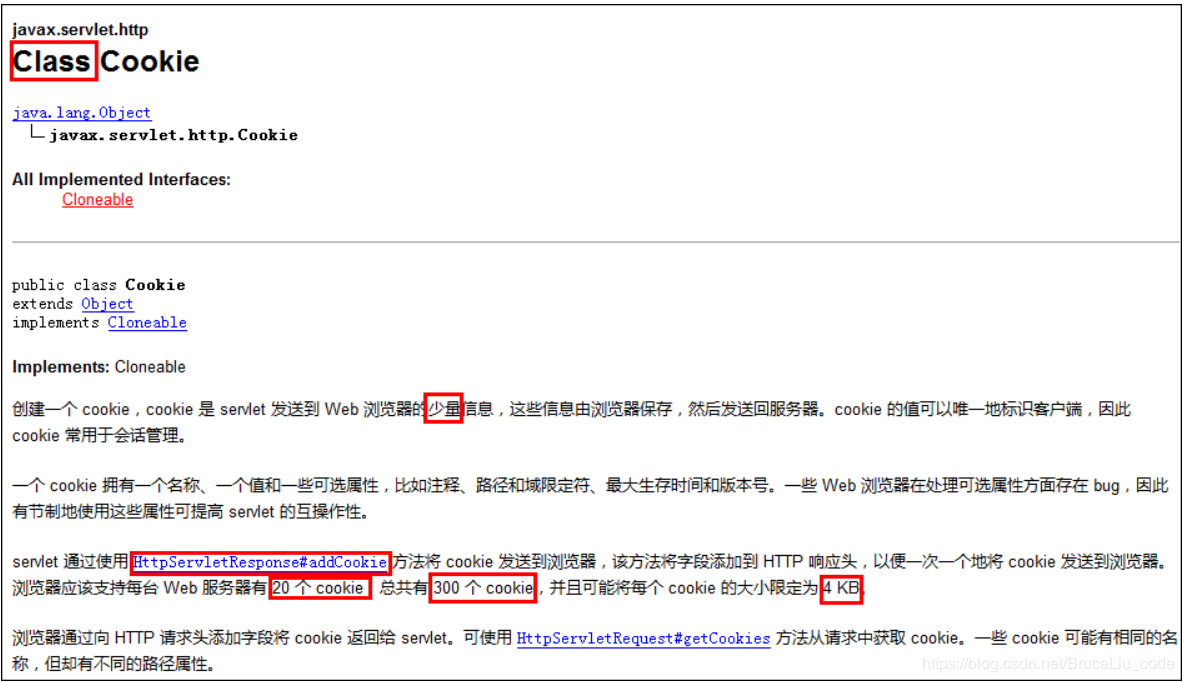 javax.servlet.http
Class Cookie
java.lang.Object
javax.servlet.http.Cookie
All Implemented Interfaces:
Cloneable
public class Cookie
extends Object
implements Cloneable
Implements: Cloneable
创建一个 cookie，cookie 是 servlet 发送到 Web 浏览器的少量信息，这些信息由浏览器保存，然后发送回服务器。cookie 的值可以唯一地标识客户端，因此
cookie 常用于会话管理。
一个 cookie 拥有一个名称、一个值和一些可选属性，比如注释、路径和域限定符、最大生存时间和版本号。一些 Web 浏览器在处理可选属性方面存在 bug，因此
有节制地使用这些属性可提高 servlet 的互操作性。
servlet 通过使用 HttpServletResponse#addCookie 方法将 cookie 发送到浏览器，该方法将字段添加到 HTTP 响应头，以便一次一个地将 cookie 发送到浏览器。
浏览器应该支持每台 Web 服务器有 20 个 cookie，总共有 300 个 cookie，并且可能将每个 cookie 的大小限定为 4 KB。
浏览器通过向 HTTP 请求头添加字段将 cookie 返回给 servlet。可使用 HttpServletRequest#getCookies 方法从请求中获取 cookie。一些 cookie 可能有相同的名
称，但却有不同的路径属性。
https://blog.csdn.net/BruceLiu_code